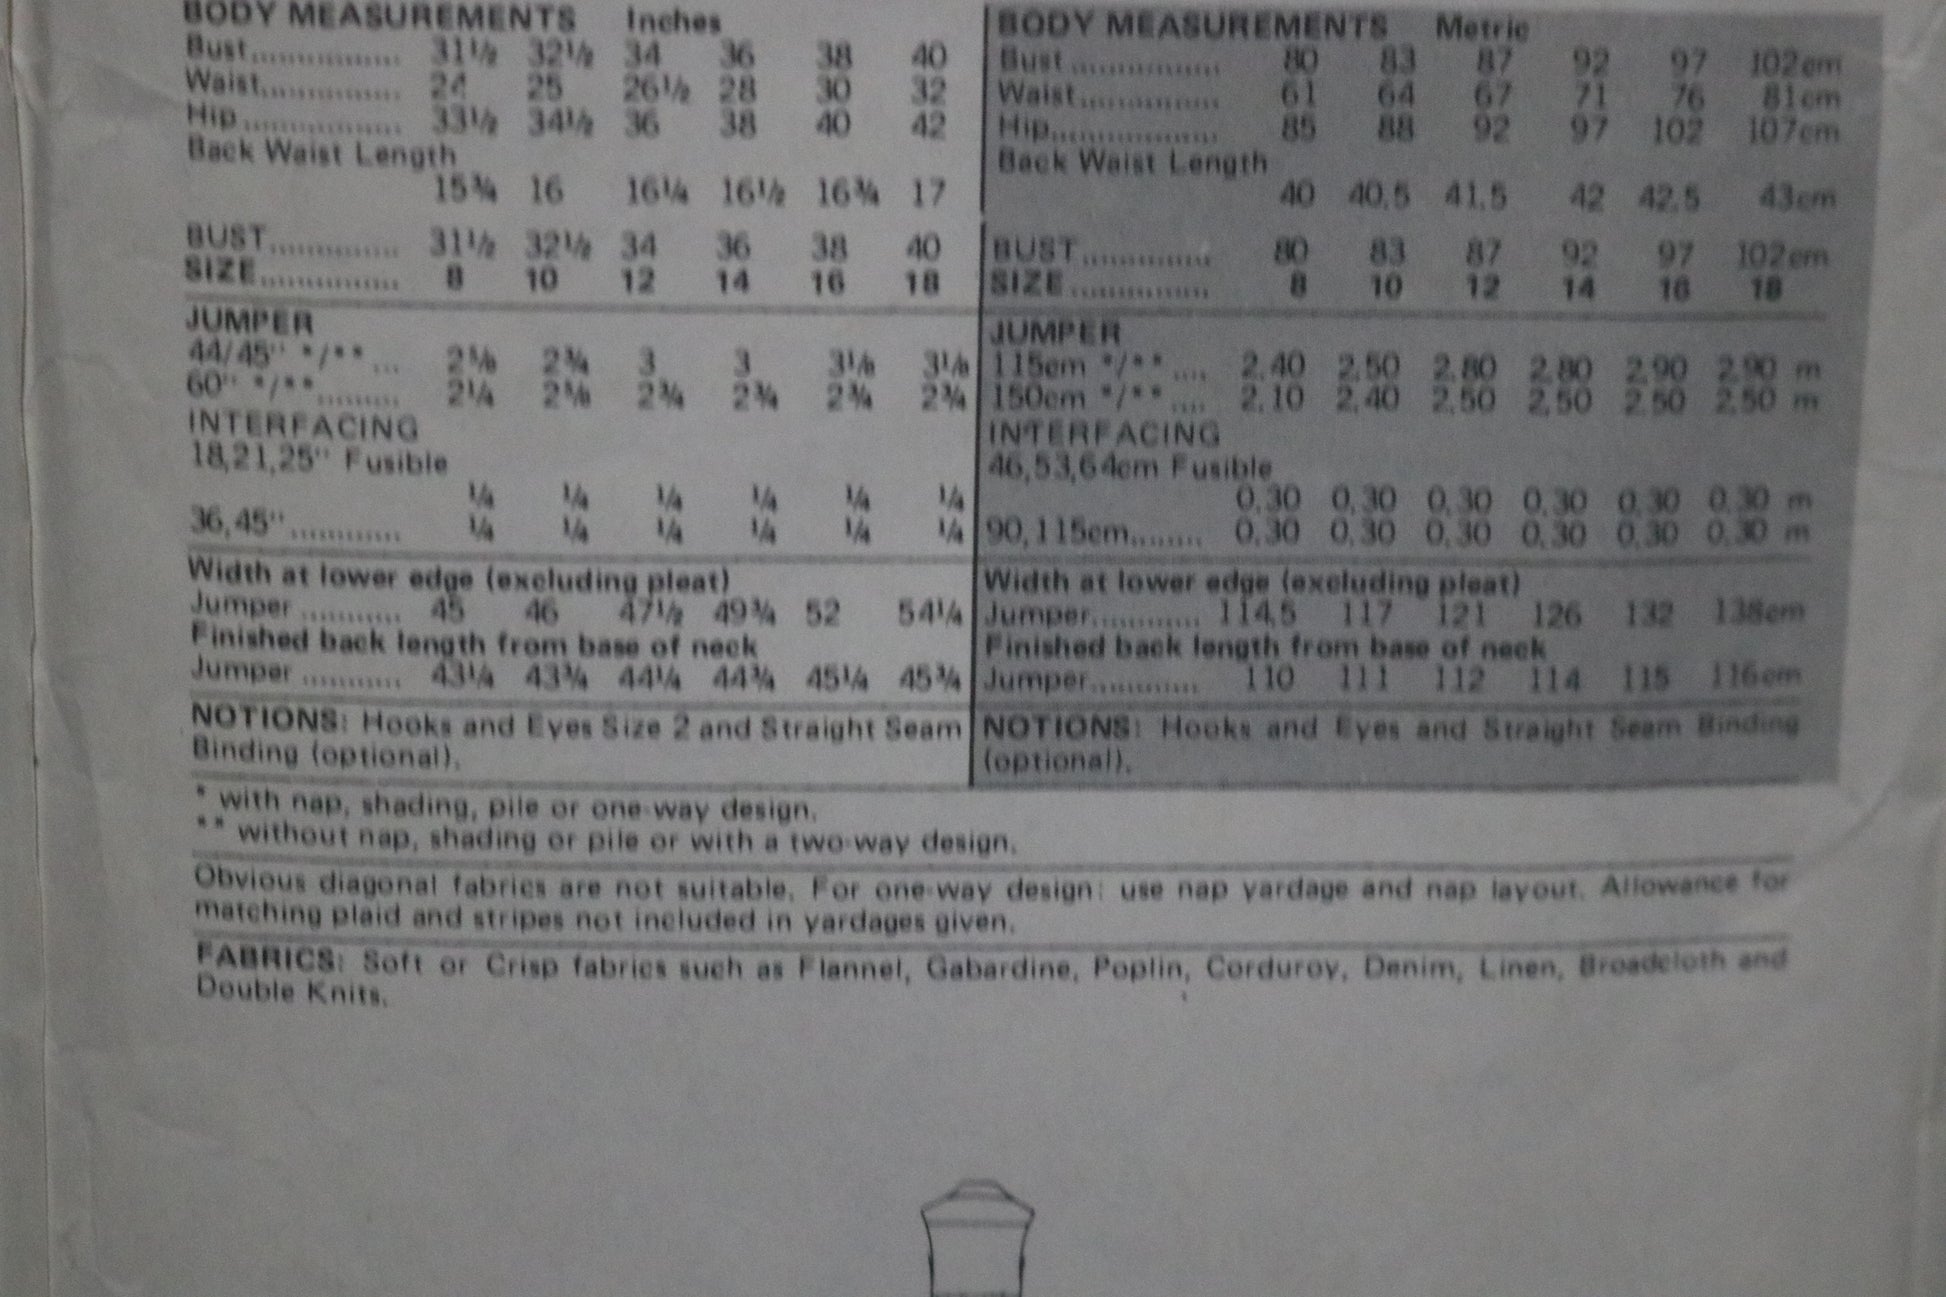 BODY MEASUREMENTS Inches
Bust................ 31½ 32½ 34 36 38 40
Waist............... 24 25 26½ 28 30 32
Hip................. 33½ 34½ 36 38 40 42
Back Waist Length
15¾ 16 16¼ 16½ 16¾ 17
BUST.............. 31½ 32½ 34 36 38 40
SIZE............... 8 10 12 14 16 18
JUMPER
44/45'' */** ... 2⅝ 2¾ 3 3 3⅛ 3⅛
60'' */**......... 2¼ 2⅝ 2¾ 2¾ 2¾ 2¾
INTERFACING
18,21,25'' Fusible
¼ ¼ ¼ ¼ ¼ ¼
36,45'' ............ ¼ ¼ ¼ ¼ ¼ ¼
Width at lower edge (excluding pleat)
Jumper ........... 45 46 47½ 49¾ 52 54¼
Finished back length from base of neck
Jumper ........... 43¼ 43¾ 44¼ 44¾ 45¼ 45¾
NOTIONS: Hooks and Eyes Size 2 and Straight Seam
Binding (optional).
BODY MEASUREMENTS Metric
Bust................ 80 83 87 92 97 102cm
Waist............... 61 64 67 71 76 81cm
Hip.................. 85 88 92 97 102 107cm
Back Waist Length
40 40.5 41.5 42 42.5 43cm
BUST.............. 80 83 87 92 97 102cm
SIZE ............... 8 10 12 14 16 18
JUMPER
115cm */** .... 2.40 2.50 2.80 2.80 2.90 2.90 m
150cm */** .... 2.10 2.40 2.50 2.50 2.50 2.50 m
INTERFACING
46,53,64cm Fusible
0.30 0.30 0.30 0.30 0.30 0.30 m
90,115cm........ 0.30 0.30 0.30 0.30 0.30 0.30 m
Width at lower edge (excluding pleat)
Jumper............ 114.5 117 121 126 132 138cm
Finished back length from base of neck
Jumper............ 110 111 112 114 115 116cm
NOTIONS: Hooks and Eyes and Straight Seam Binding
(optional).
* with nap, shading, pile or one-way design.
** without nap, shading or pile or with a two-way design.
Obvious diagonal fabrics are not suitable. For one-way design: use nap yardage and nap layout. Allowance for
matching plaid and stripes not included in yardages given.
FABRICS: Soft or Crisp fabrics such as Flannel, Gabardine, Poplin, Corduroy, Denim, Linen, Broadcloth and
Double Knits.